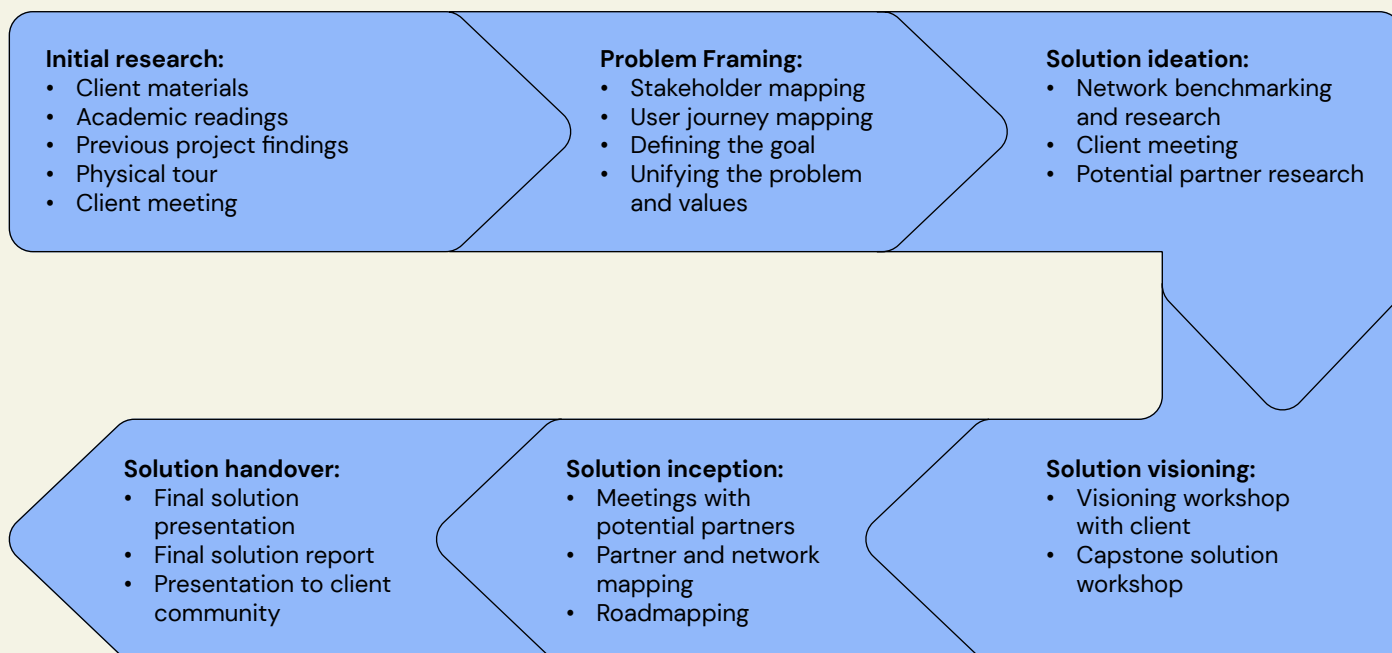 Initial research:
• Client materials
• Academic readings
• Previous project findings
• Physical tour
• Client meeting
Problem Framing:
• Stakeholder mapping
• User journey mapping
• Defining the goal
• Unifying the problem
and values
Solution ideation:
• Network benchmarking
and research
• Client meeting
• Potential partner research
Solution visioning:
• Visioning workshop
with client
• Capstone solution
workshop
Solution inception:
• Meetings with
potential partners
• Partner and network
mapping
• Roadmapping
Solution handover:
• Final solution
presentation
• Final solution report
• Presentation to client
community